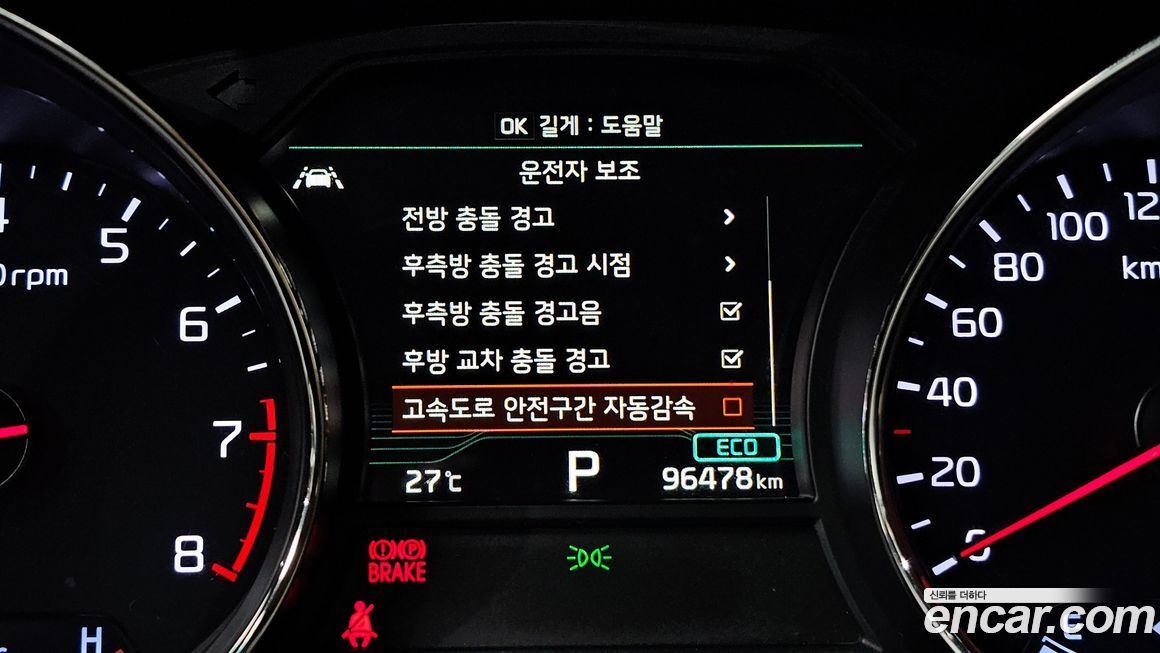 OK 길게 : 도움말
운전자 보조
전방 충돌 경고
후측방 충돌 경고 시점
후측방 충돌 경고음
후방 교차 충돌 경고
고속도로 안전구간 자동감속
ECO
27℃
P
96478km
4
5
6
7
8
rpm
H
0
20
40
60
80
100
BRAKE
신뢰를 더하다
encar.com